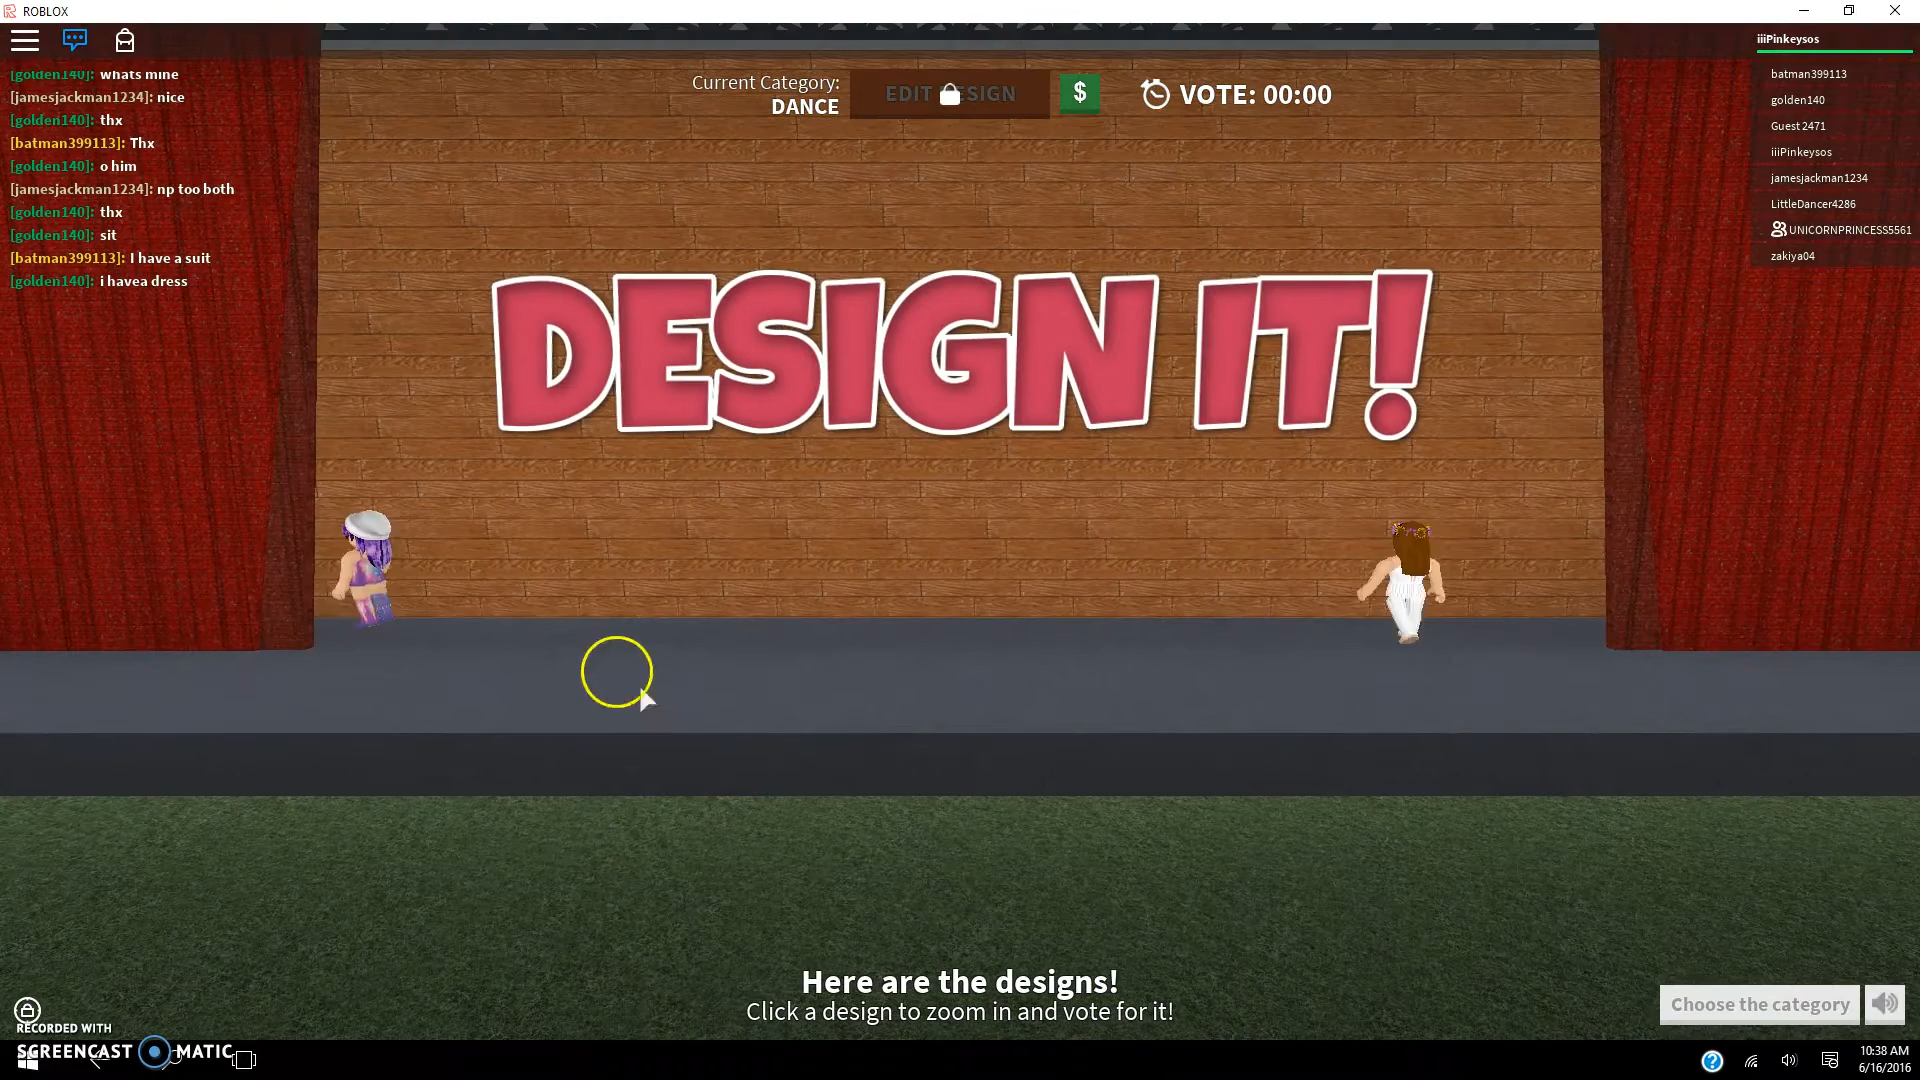 ROBLOX
[golden140]: whats mine
[jamesjackman1234]: nice
[golden140]: thx
[batman399113]: Thx
[golden140]: o him
[jamesjackman1234]: np too both
[golden140]: thx
[golden140]: sit
[batman399113]: I have a suit
[golden140]: i havea dress
Current Category:
DANCE
EDIT DESIGN
$
VOTE: 00:00
iiiPinkeysos
batman399113
golden140
Guest 2471
iiiPinkeysos
jamesjackman1234
LittleDancer4286
UNICORNPRINCESS5561
zakiya04
DESIGN IT!
Here are the designs!
Click a design to zoom in and vote for it!
Choose the category
RECORDED WITH
SCREENCAST MATIC
10:38 AM
6/16/2016